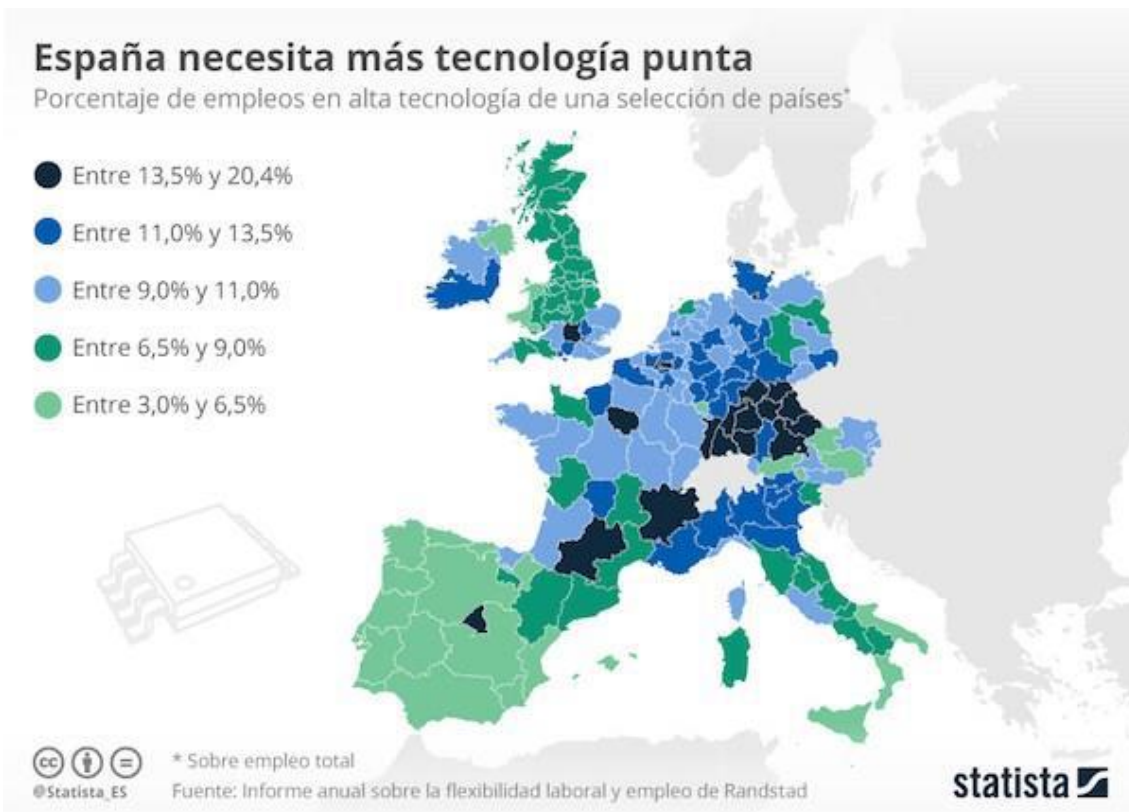 España necesita más tecnología punta
Porcentaje de empleos en alta tecnología de una selección de países*
Entre 13,5% y 20,4%
Entre 11,0% y 13,5%
Entre 9,0% y 11,0%
Entre 6,5% y 9,0%
Entre 3,0% y 6,5%
cc
@Statista_ES
* Sobre empleo total
Fuente: Informe anual sobre la flexibilidad laboral y empleo de Randstad
statista